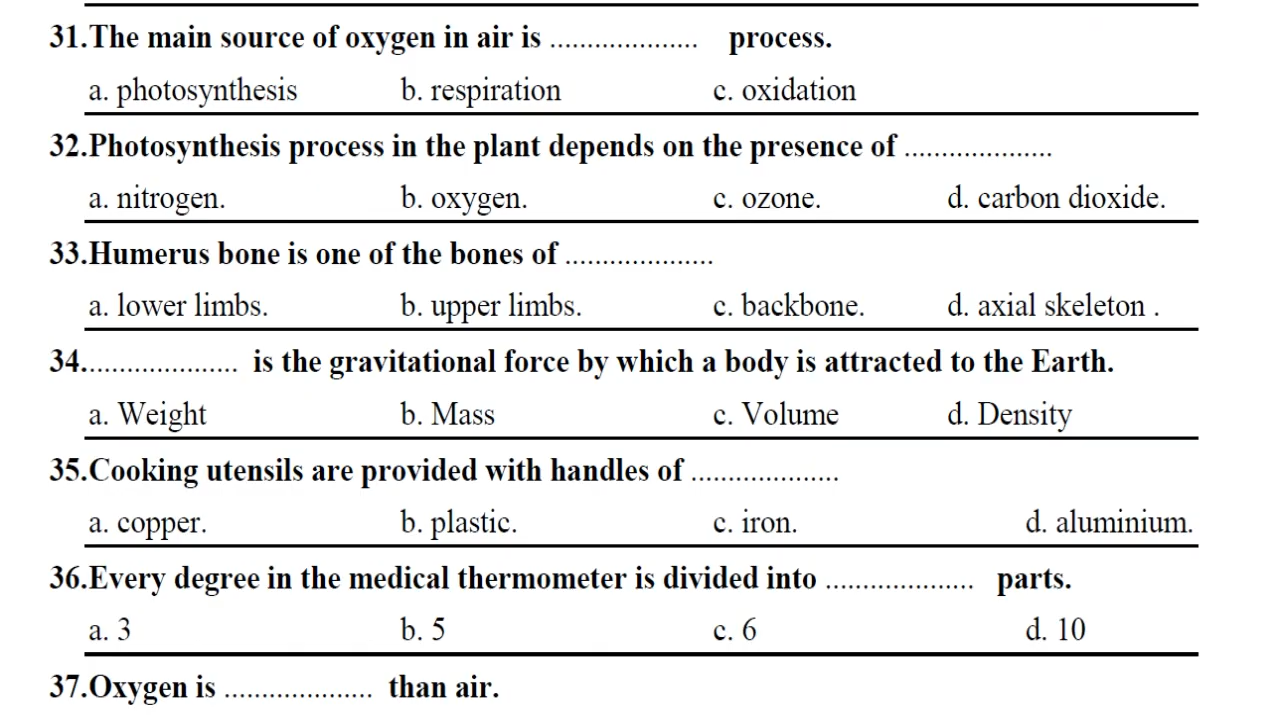 31.The main source of oxygen in air is .................... process.
a. photosynthesis b. respiration c. oxidation
32.Photosynthesis process in the plant depends on the presence of ....................
a. nitrogen. b. oxygen. c. ozone. d. carbon dioxide.
33.Humerus bone is one of the bones of ....................
a. lower limbs. b. upper limbs. c. backbone. d. axial skeleton .
34..................... is the gravitational force by which a body is attracted to the Earth.
a. Weight b. Mass c. Volume d. Density
35.Cooking utensils are provided with handles of ....................
a. copper. b. plastic. c. iron. d. aluminium.
36.Every degree in the medical thermometer is divided into .................... parts.
a. 3 b. 5 c. 6 d. 10
37.Oxygen is .................... than air.